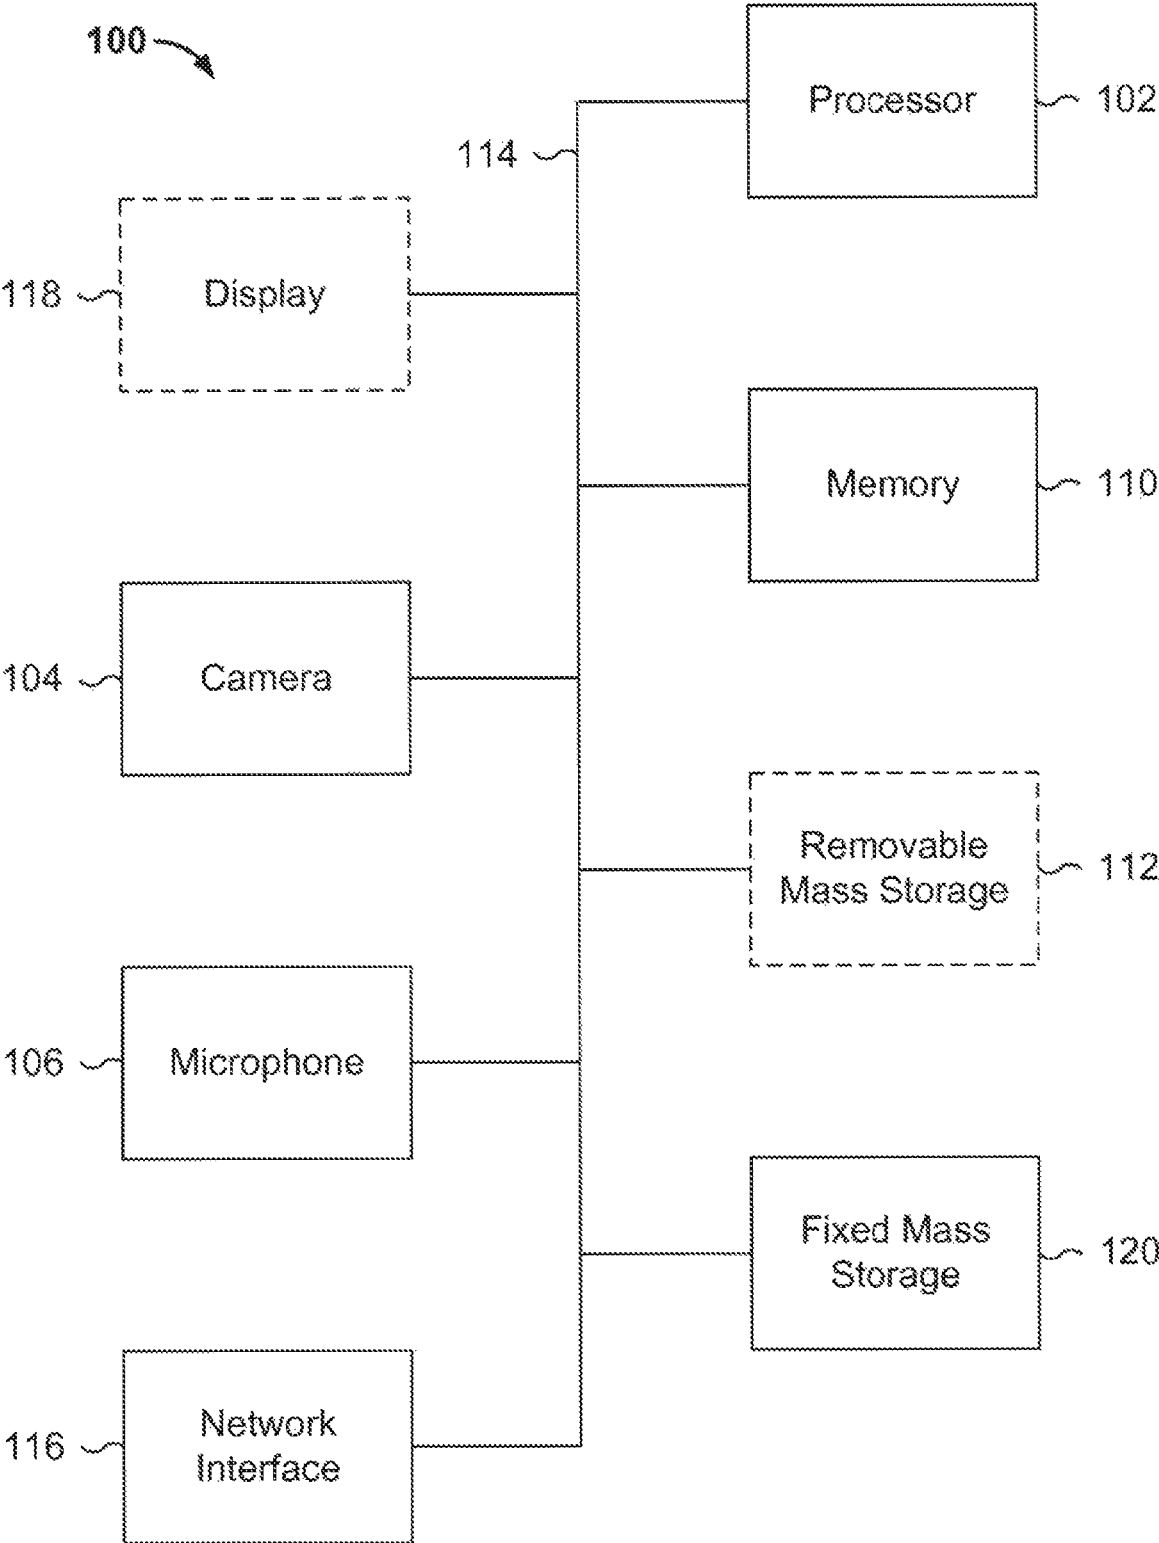 100
Processor
102
114
118
Display
Memory
110
104
Camera
Removable
Mass Storage
112
106
Microphone
Fixed Mass
Storage
120
116
Network
Interface